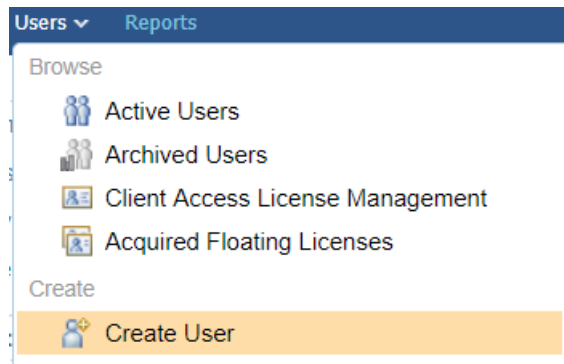 Users Reports
Browse
Active Users
Archived Users
Client Access License Management
Acquired Floating Licenses
Create
Create User